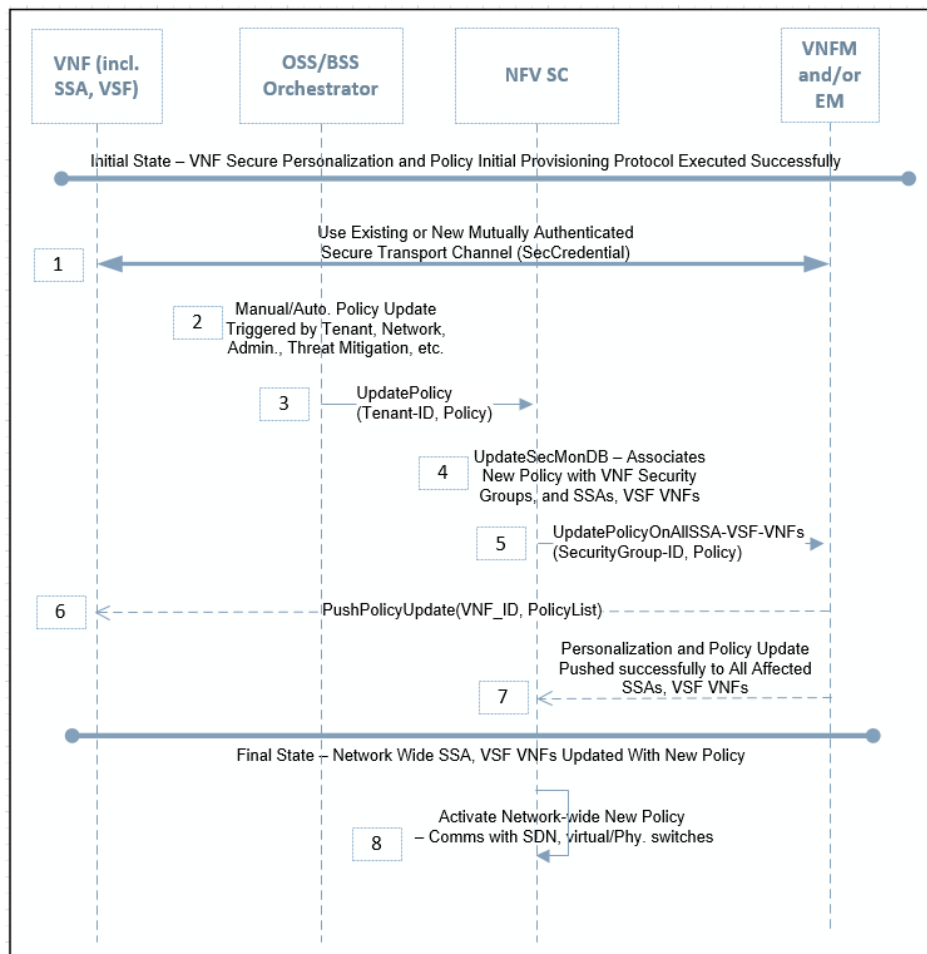 VNF (incl.
SSA, VSF)
OSS/BSS
Orchestrator
NFV SC
VNFM
and/or
EM
Initial State – VNF Secure Personalization and Policy Initial Provisioning Protocol Executed Successfully
Use Existing or New Mutually Authenticated
Secure Transport Channel (SecCredential)
1
2
Manual/Auto. Policy Update
Triggered by Tenant, Network,
Admin., Threat Mitigation, etc.
3
UpdatePolicy
(Tenant-ID, Policy)
4
UpdateSecMonDB – Associates
New Policy with VNF Security
Groups, and SSAs, VSF VNFs
5
UpdatePolicyOnAllSSA-VSF-VNFs
(SecurityGroup-ID, Policy)
6
PushPolicyUpdate(VNF_ID, PolicyList)
Personalization and Policy Update
Pushed successfully to All Affected
SSAs, VSF VNFs
7
Final State – Network Wide SSA, VSF VNFs Updated With New Policy
Activate Network-wide New Policy
– Comms with SDN, virtual/Phy. switches
8